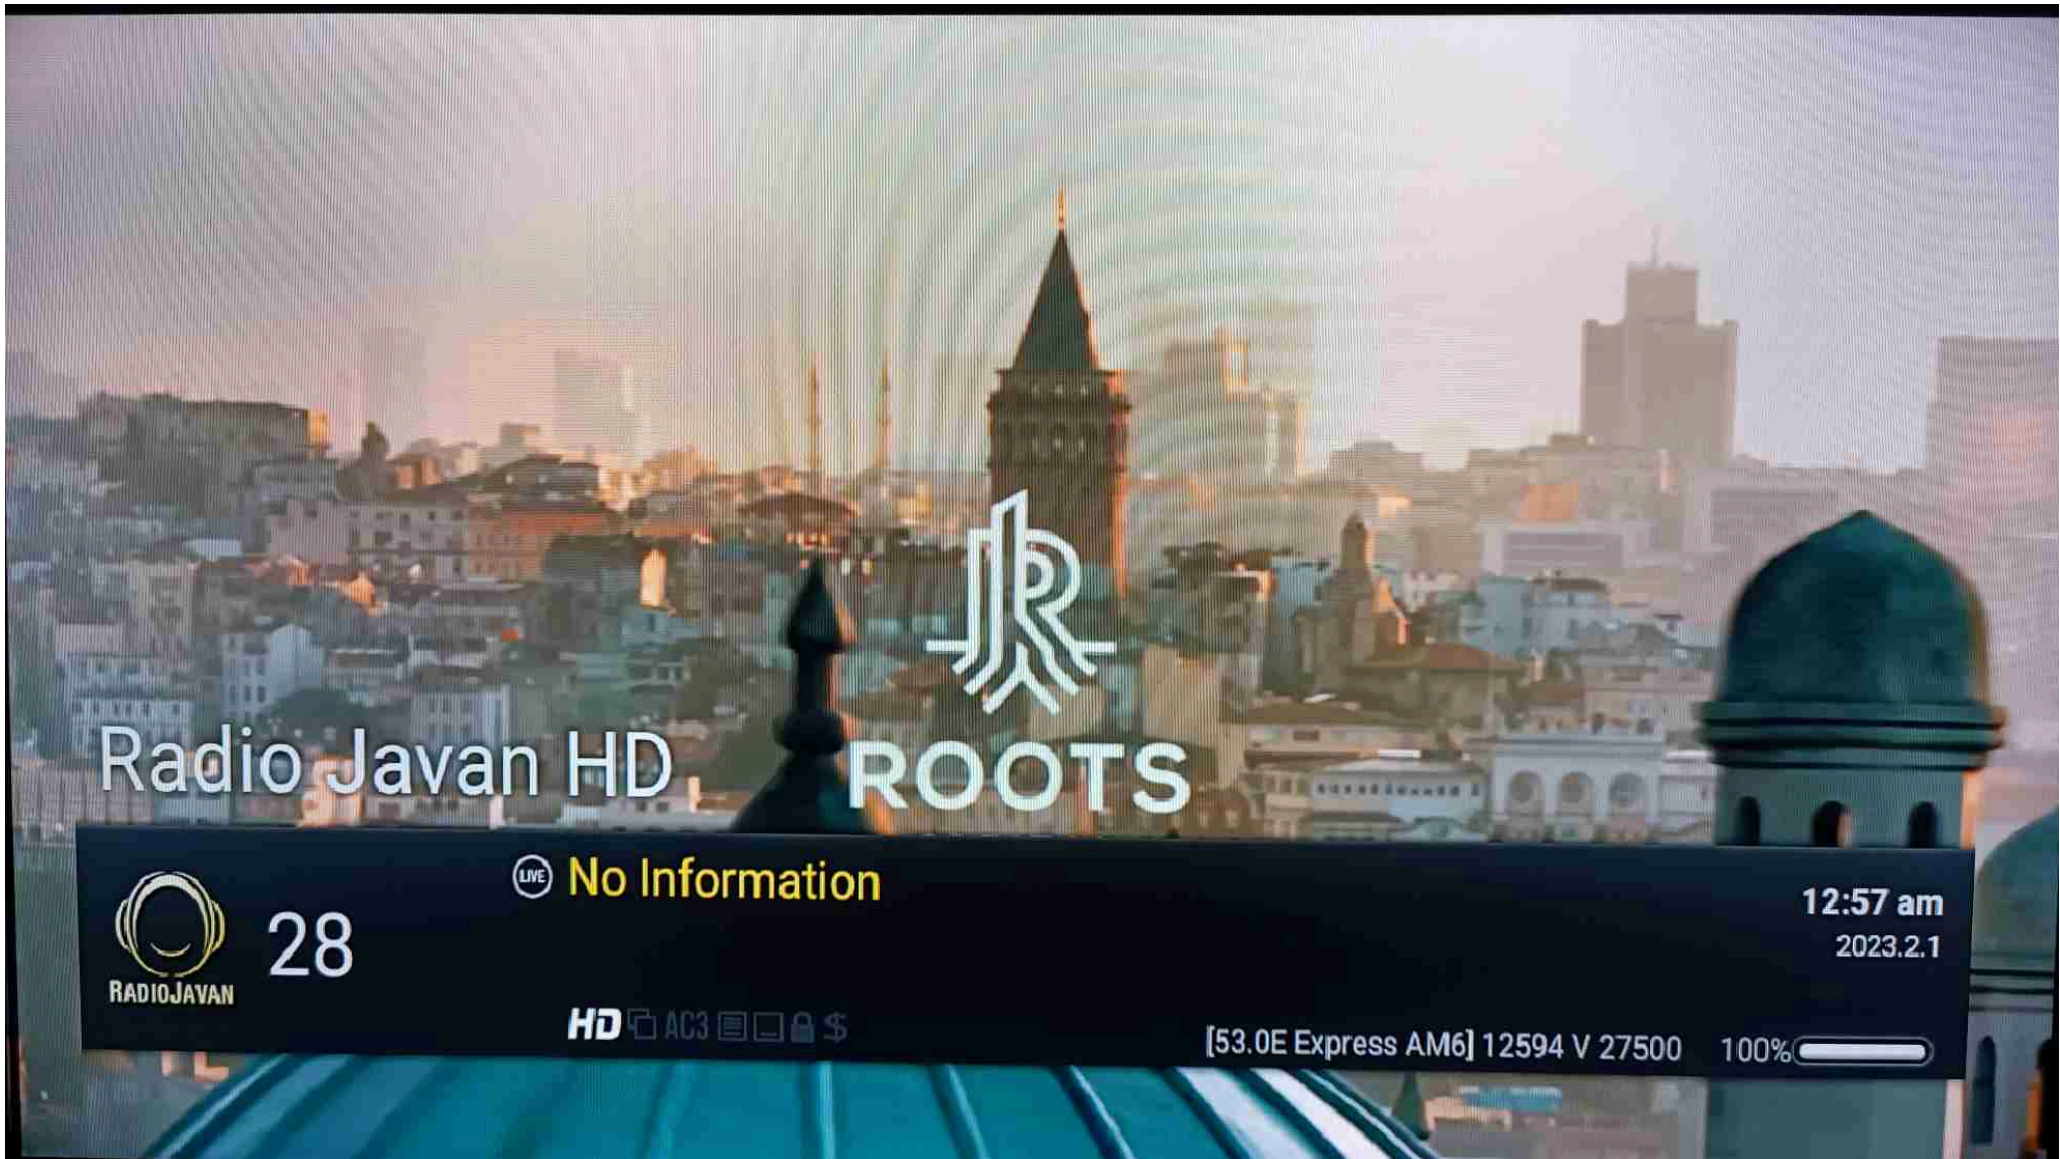 Radio Javan HD
ROOTS
RADIOJAVAN
28
LIVE No Information
12:57 am
2023.2.1
HD AC3 $
[53.0E Express AM6] 12594 V 27500 100%